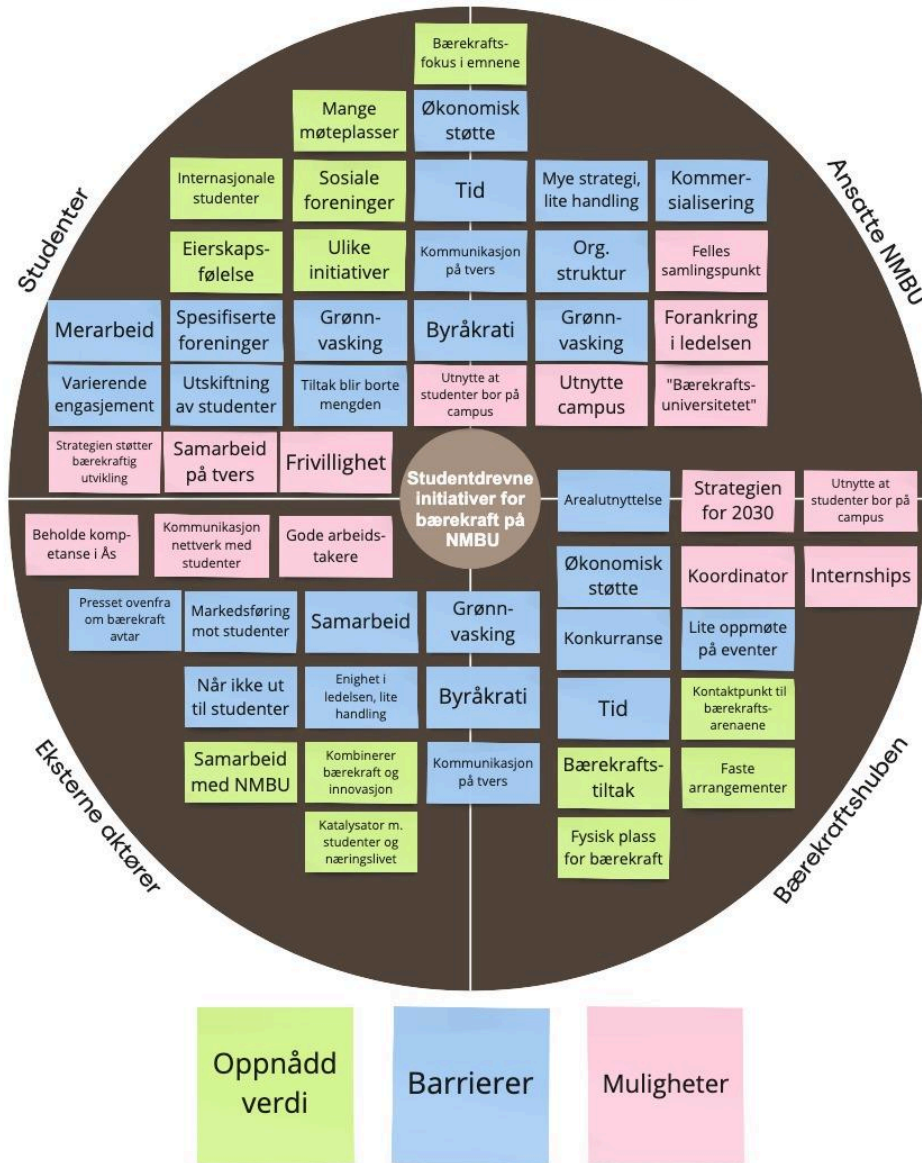 Bærekrafts-
fokus i emnene
Mange
møteplasser
Økonomisk
støtte
Internasjonale
studenter
Sosiale
foreninger
Tid
Mye strategi,
lite handling
Kommer-
sialisering
Eierskaps-
følelse
Ulike
initiativer
Kommunikasjon
på tvers
Org.
struktur
Felles
samlingspunkt
Merarbeid
Spesifiserte
foreninger
Grønn-
vasking
Byråkrati
Grønn-
vasking
Forankring
i ledelsen
Varierende
engasjement
Utskiftning
av studenter
Tiltak blir borte
mengden
Utnytte at
studenter bor på
campus
Utnytte
campus
"Bærekrafts-
universitetet"
Strategien støtter
bærekraftig
utvikling
Samarbeid
på tvers
Frivillighet
Studenter
Ansatte NMBU
Studentdrevne
initiativer for
bærekraft på
NMBU
Arealutnyttelse
Strategien
for 2030
Utnytte at
studenter bor på
campus
Beholde komp-
etanse i Ås
Kommunikasjon
nettverk med
studenter
Gode arbeids-
takere
Økonomisk
støtte
Koordinator
Internships
Presset ovenfra
om bærekraft
avtar
Markedsføring
mot studenter
Samarbeid
Grønn-
vasking
Konkurranse
Lite oppmøte
på eventer
Når ikke ut
til studenter
Enighet i
ledelsen, lite
handling
Byråkrati
Tid
Kontaktpunkt til
bærekrafts-
arenaene
Samarbeid
med NMBU
Kombinerer
bærekraft og
innovasjon
Kommunikasjon
på tvers
Bærekrafts-
tiltak
Faste
arrangementer
Katalysator m.
studenter og
næringslivet
Fysisk plass
for bærekraft
Eksterne aktører
Bærekraftshuben
Oppnådd
verdi
Barrierer
Muligheter